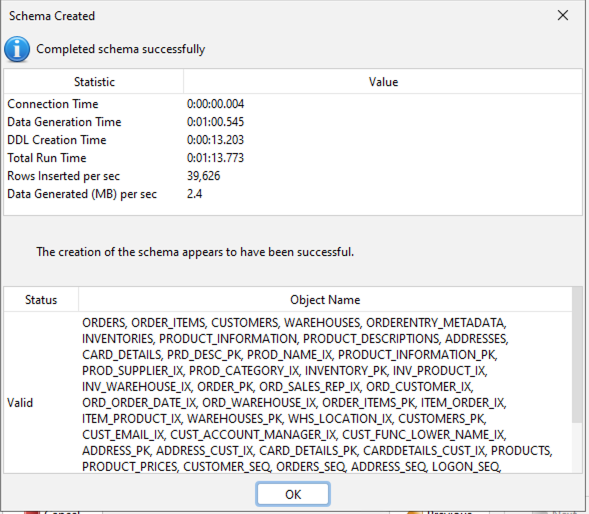 Schema Created
Completed schema successfully
Statistic Value
Connection Time 0:00:00.004
Data Generation Time 0:01:00.545
DDL Creation Time 0:00:13.203
Total Run Time 0:01:13.773
Rows Inserted per sec 39,626
Data Generated (MB) per sec 2.4
The creation of the schema appears to have been successful.
Status Object Name
ORDERS, ORDER_ITEMS, CUSTOMERS, WAREHOUSES, ORDERENTRY_METADATA,
INVENTORIES, PRODUCT_INFORMATION, PRODUCT_DESCRIPTIONS, ADDRESSES,
CARD_DETAILS, PRD_DESC_PK, PROD_NAME_IX, PRODUCT_INFORMATION_PK,
PROD_SUPPLIER_IX, PROD_CATEGORY_IX, INVENTORY_PK, INV_PRODUCT_IX,
INV_WAREHOUSE_IX, ORDER_PK, ORD_SALES_REP_IX, ORD_CUSTOMER_IX,
Valid ORD_ORDER_DATE_IX, ORD_WAREHOUSE_IX, ORDER_ITEMS_PK, ITEM_ORDER_IX,
ITEM_PRODUCT_IX, WAREHOUSES_PK, WHS_LOCATION_IX, CUSTOMERS_PK,
CUST_EMAIL_IX, CUST_ACCOUNT_MANAGER_IX, CUST_FUNC_LOWER_NAME_IX,
ADDRESS_PK, ADDRESS_CUST_IX, CARD_DETAILS_PK, CARDDETAILS_CUST_IX, PRODUCTS,
PRODUCT_PRICES, CUSTOMER_SEQ, ORDERS_SEQ, ADDRESS_SEQ, LOGON_SEQ,
OK